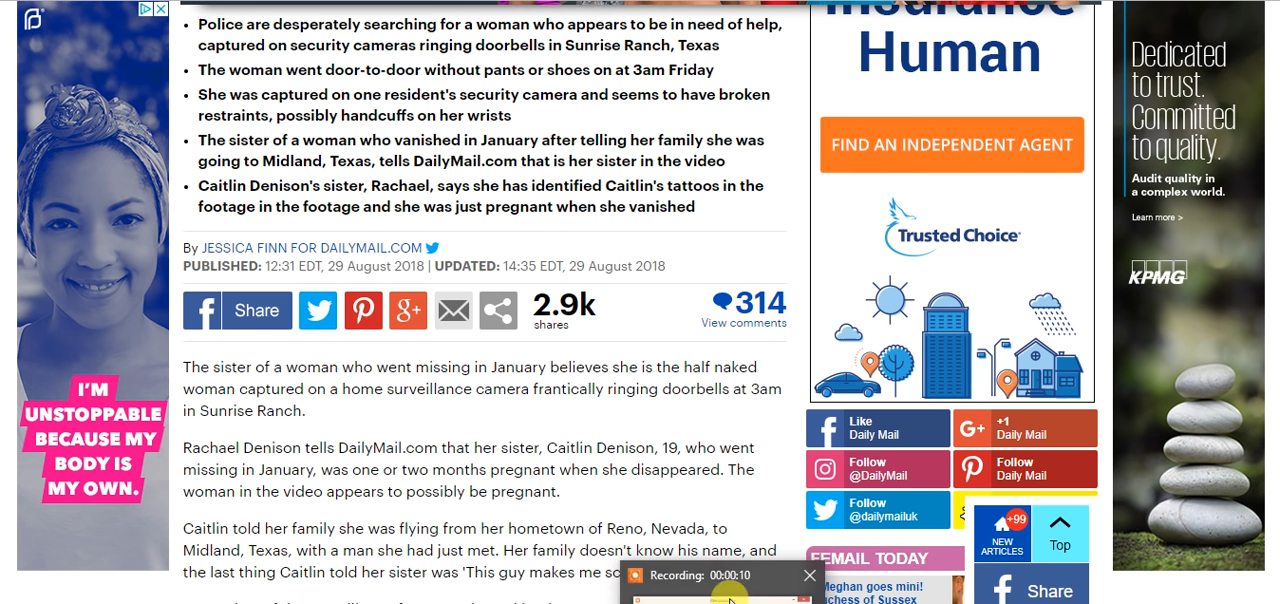 Police are desperately searching for a woman who appears to be in need of help,
captured on security cameras ringing doorbells in Sunrise Ranch, Texas
The woman went door-to-door without pants or shoes on at 3am Friday
She was captured on one resident's security camera and seems to have broken
restraints, possibly handcuffs on her wrists
The sister of a woman who vanished in January after telling her family she was
going to Midland, Texas, tells DailyMail.com that is her sister in the video
Caitlin Denison's sister, Rachael, says she has identified Caitlin's tattoos in the
footage in the footage and she was just pregnant when she vanished
By JESSICA FINN FOR DAILYMAIL.COM
PUBLISHED: 12:31 EDT, 29 August 2018 | UPDATED: 14:35 EDT, 29 August 2018
f Share
g+
2.9k
shares
314
View comments
The sister of a woman who went missing in January believes she is the half naked
woman captured on a home surveillance camera frantically ringing doorbells at 3am
in Sunrise Ranch.
Rachael Denison tells DailyMail.com that her sister, Caitlin Denison, 19, who went
missing in January, was one or two months pregnant when she disappeared. The
woman in the video appears to possibly be pregnant.
Caitlin told her family she was flying from her hometown of Reno, Nevada, to
Midland, Texas, with a man she had just met. Her family doesn't know his name, and
the last thing Caitlin told her sister was 'This guy makes me
Recording: 00:00:10
I'M
UNSTOPPABLE
BECAUSE MY
BODY IS
MY OWN.
Insurance
Human
FIND AN INDEPENDENT AGENT
Trusted Choice
Like
Daily Mail
G+ +1
Daily Mail
Follow
@DailyMail
Follow
Daily Mail
Follow
@dailymailuk
+99
NEW
ARTICLES
Top
f Share
FEMAIL TODAY
Meghan goes mini!
Duchess of Sussex
Dedicated
to trust.
Committed
to quality.
Audit quality in
a complex world.
Learn more >
KPMG